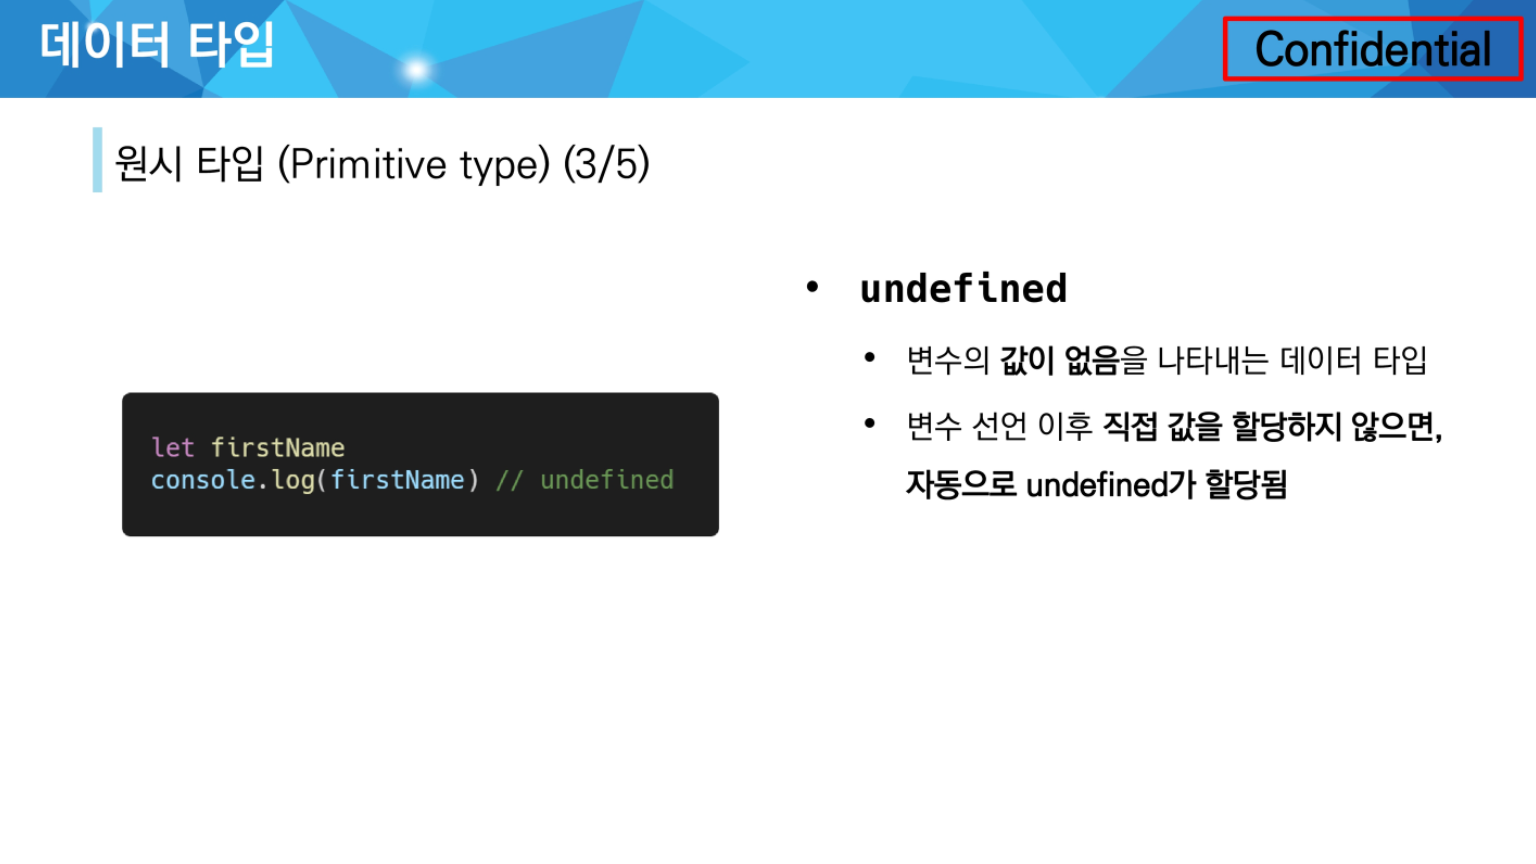 데이터 타입
Confidential
원시 타입 (Primitive type) (3/5)
let firstName
console.log(firstName) // undefined
• undefined
• 변수의 값이 없음을 나타내는 데이터 타입
• 변수 선언 이후 직접 값을 할당하지 않으면,
자동으로 undefined가 할당됨